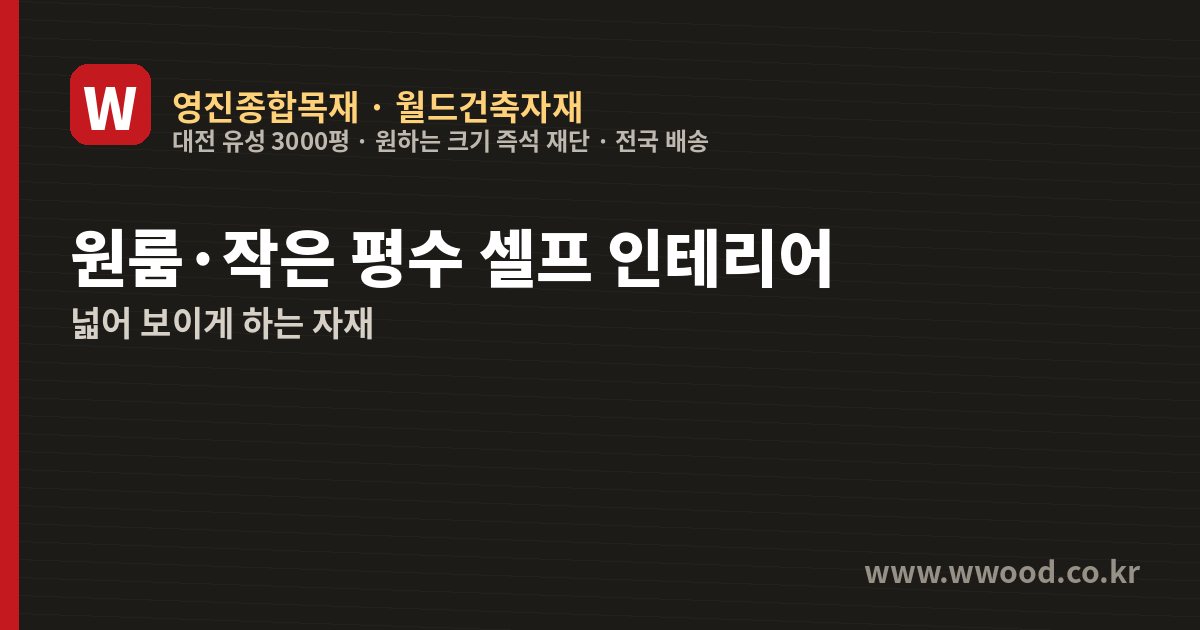 W
영진종합목재 · 월드건축자재
대전 유성 3000평 · 원하는 크기 즉석 재단 · 전국 배송
원룸·작은 평수 셀프 인테리어
넓어 보이게 하는 자재
www.wwood.co.kr